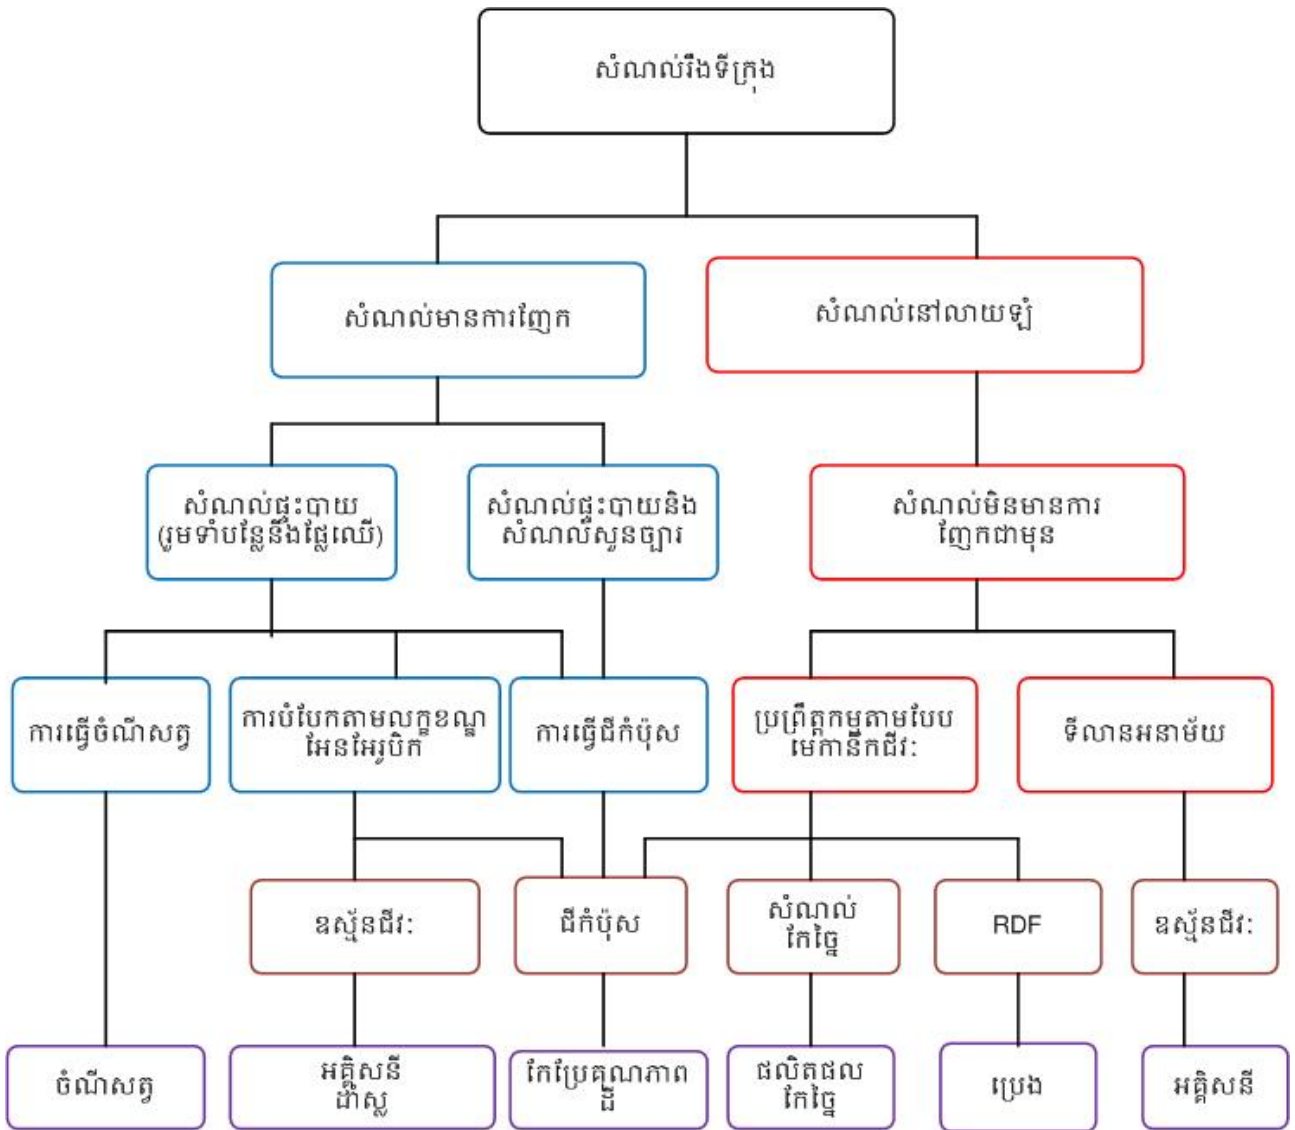 សំណល់រឹងទីក្រុង
សំណល់មានការញែក
សំណល់នៅលាយឡំ
សំណល់ផ្ទះបាយ
(រួមទាំបន្លែនិងផ្លែឈើ)
សំណល់ផ្ទះបាយនិង
សំណល់សួនច្បារ
សំណល់មិនមានការ
ញែកជាមុន
ការធ្វើចំណីសត្វ
ការបំបែកតាមលក្ខខណ្ឌ
អែនអែរូបិក
ការធ្វើជីកំប៉ុស
ប្រព្រឹត្តកម្មតាមបែប
មេកានិកជីវៈ
ទីលានអនាម័យ
ឧស្ម័នជីវៈ
ជីកំប៉ុស
សំណល់
កែច្នៃ
RDF
ឧស្ម័នជីវៈ
ចំណីសត្វ
អគ្គិសនី
ដាំស្ល
កែប្រែគុណភាព
ដី
ផលិតផល
កែច្នៃ
ប្រេង
អគ្គិសនី